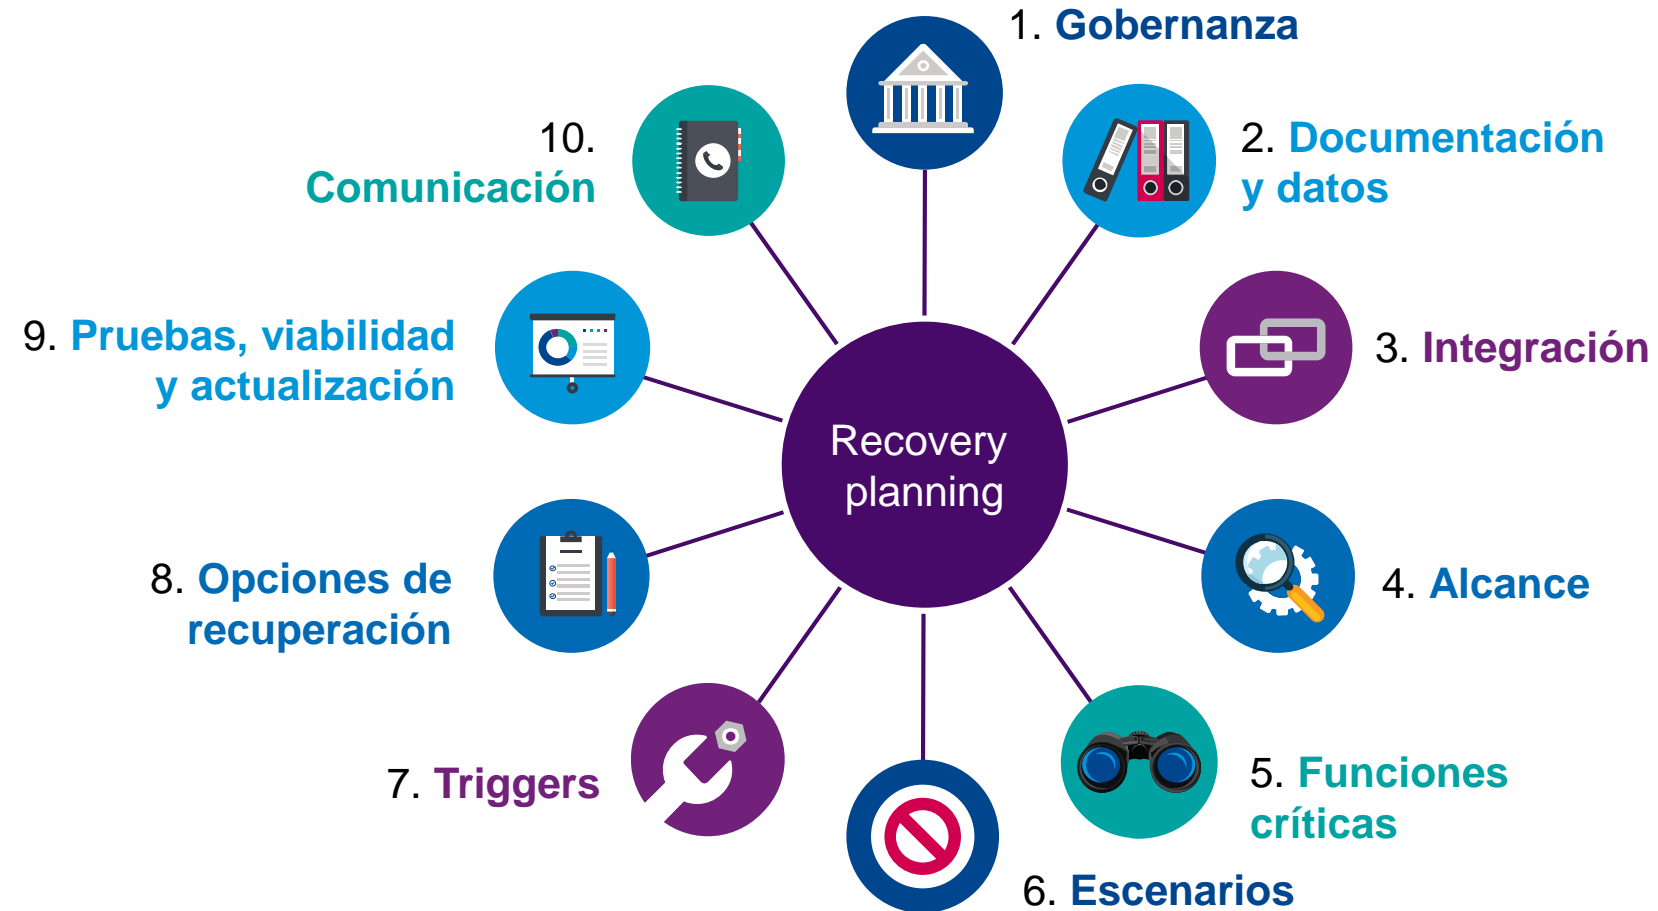 1. Gobernanza
2. Documentación
y datos
3. Integración
4. Alcance
5. Funciones
críticas
6. Escenarios
7. Triggers
8. Opciones de
recuperación
9. Pruebas, viabilidad
y actualización
10.
Comunicación
Recovery
planning